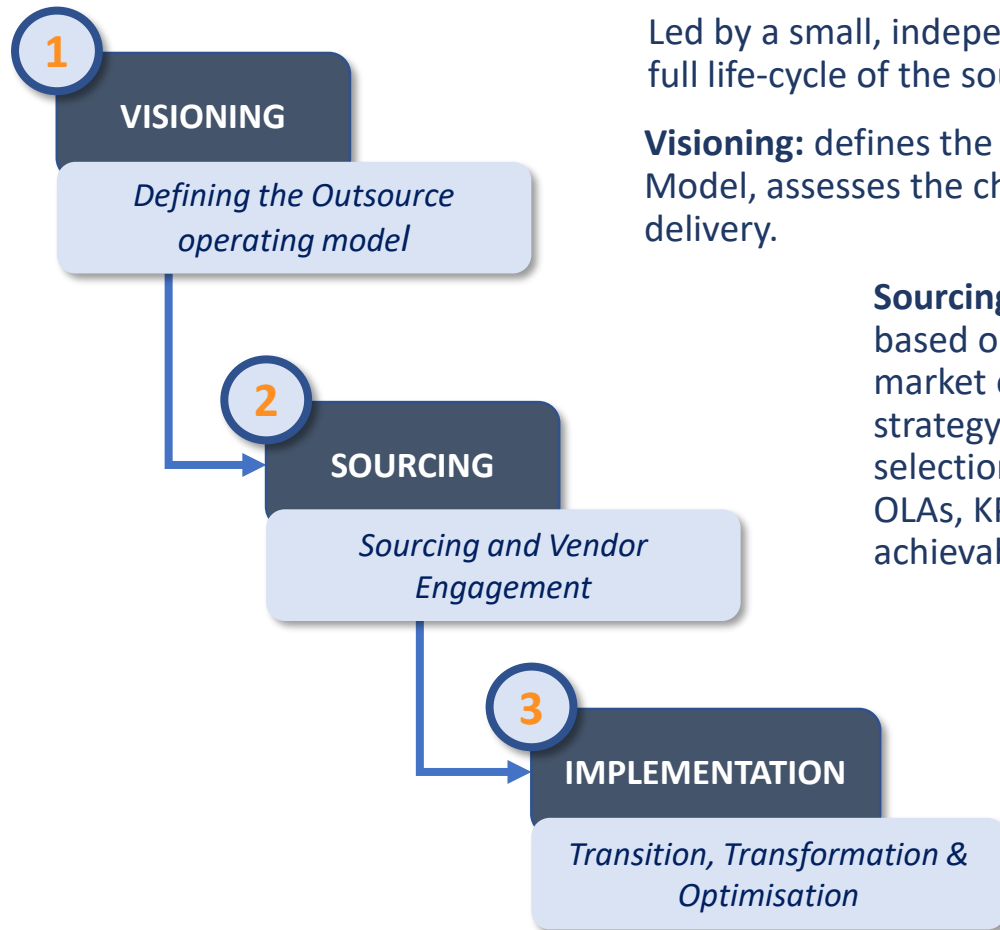 1
VISIONING
Defining the Outsource
operating model
Led by a small, indepe
full life-cycle of the sou
Visioning: defines the
Model, assesses the ch
delivery.
2
SOURCING
Sourcing and Vendor
Engagement
Sourcing
based o
market
strategy
selection
OLAs, KP
achievab
3
IMPLEMENTATION
Transition, Transformation &
Optimisation